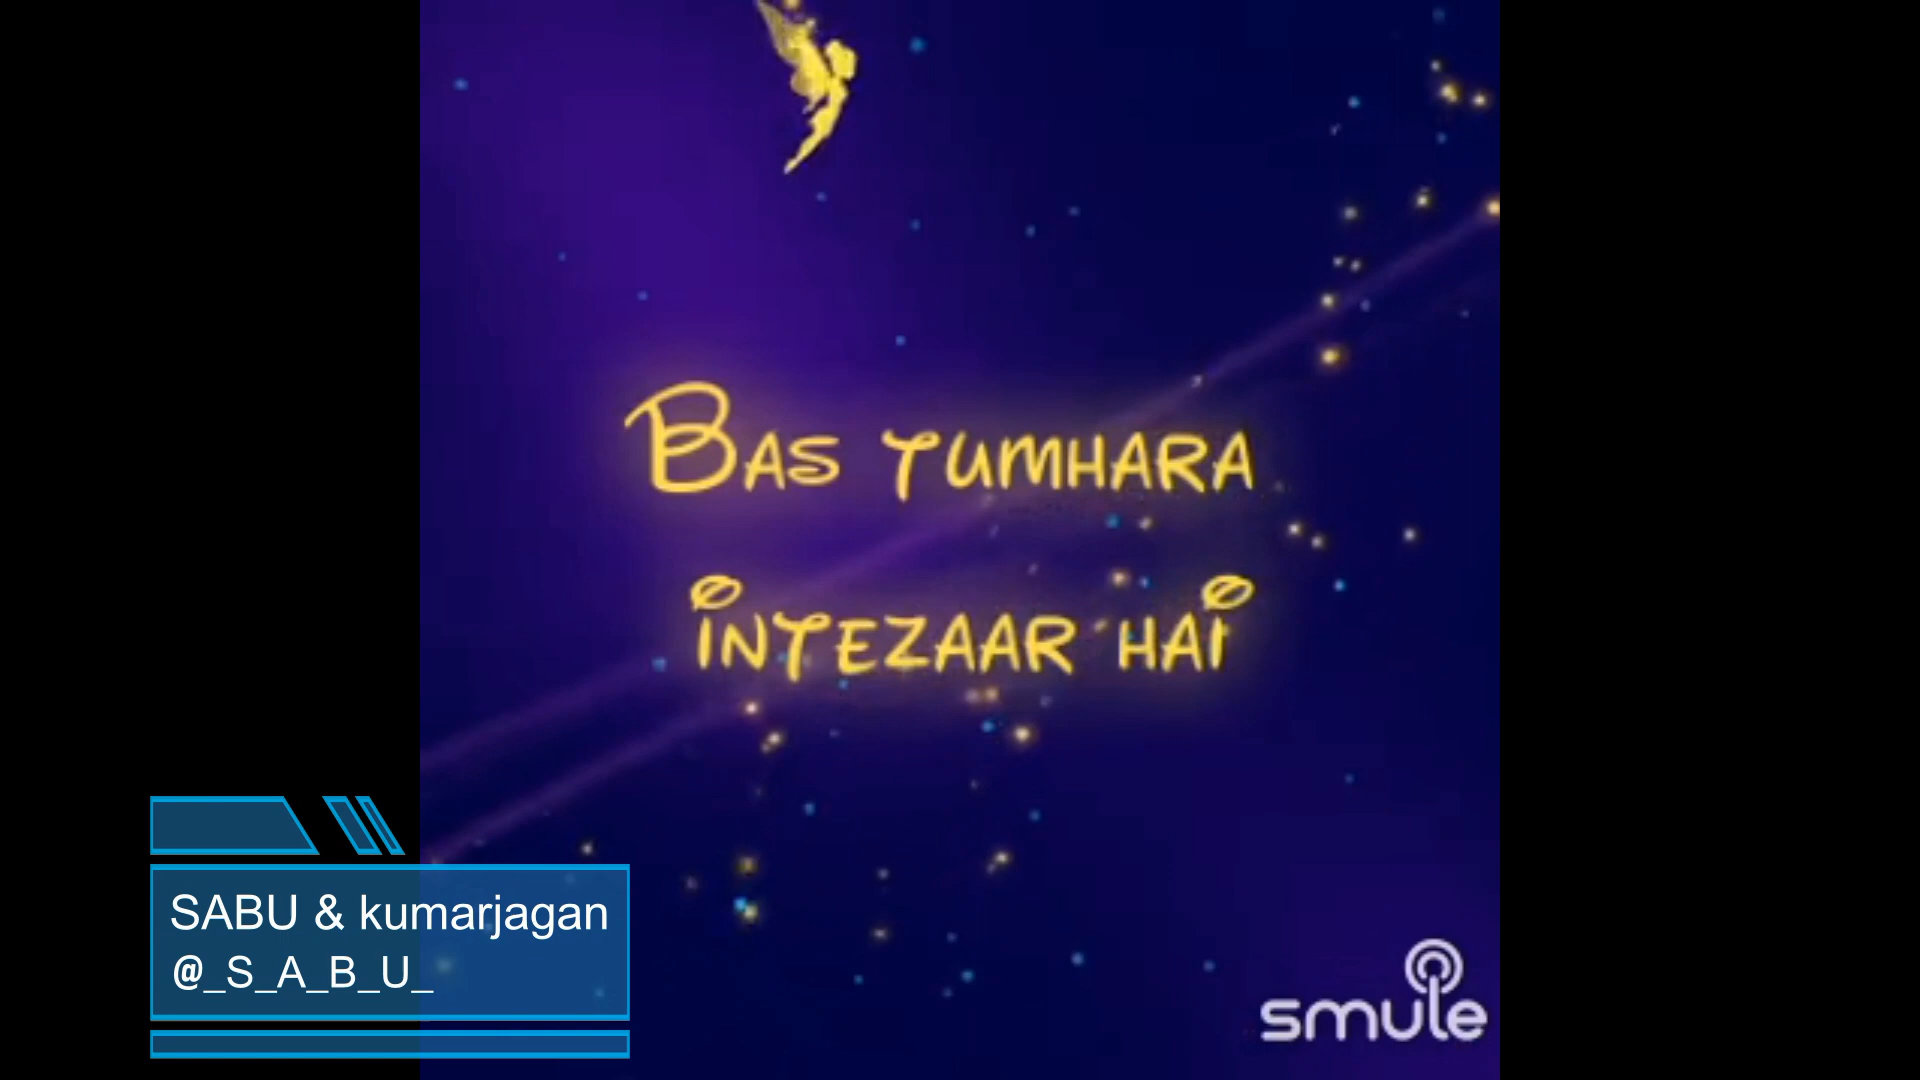 Bas tumhara
intezaar hai
SABU & kumarjagan
@_S_A_B_U_
smule